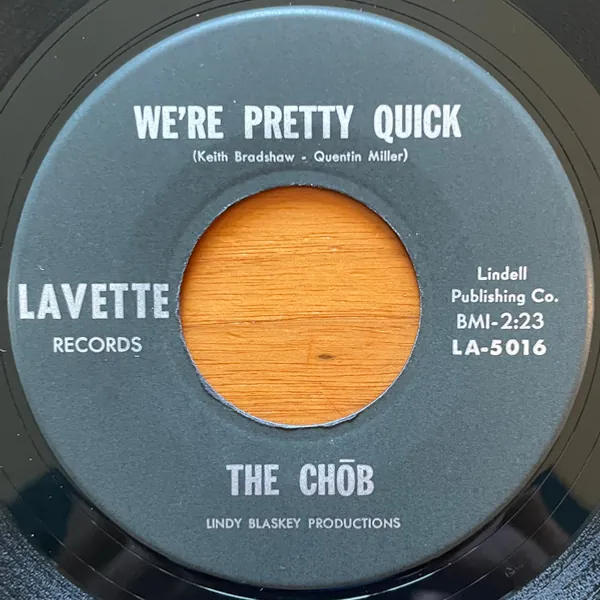 WE'RE PRETTY QUICK
(Keith Bradshaw - Quentin Miller)
LAVETTE
RECORDS
Lindell
Publishing Co.
BMI-2:23
LA-5016
THE CHŌB
LINDY BLASKEY PRODUCTIONS